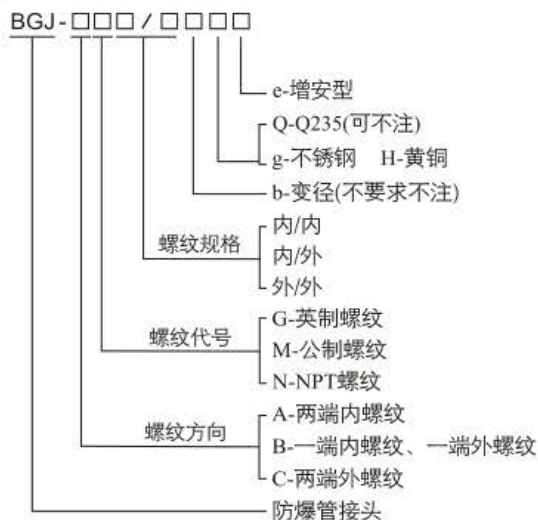 BGJ-□□□/□□□□
e-增安型
Q-Q235(可不注)
g-不锈钢 H-黄铜
b-变径(不要求不注)
内/内
螺纹规格
内/外
外/外
G-英制螺纹
螺纹代号
M-公制螺纹
N-NPT螺纹
A-两端内螺纹
螺纹方向
B-一端内螺纹、一端外螺纹
C-两端外螺纹
防爆管接头